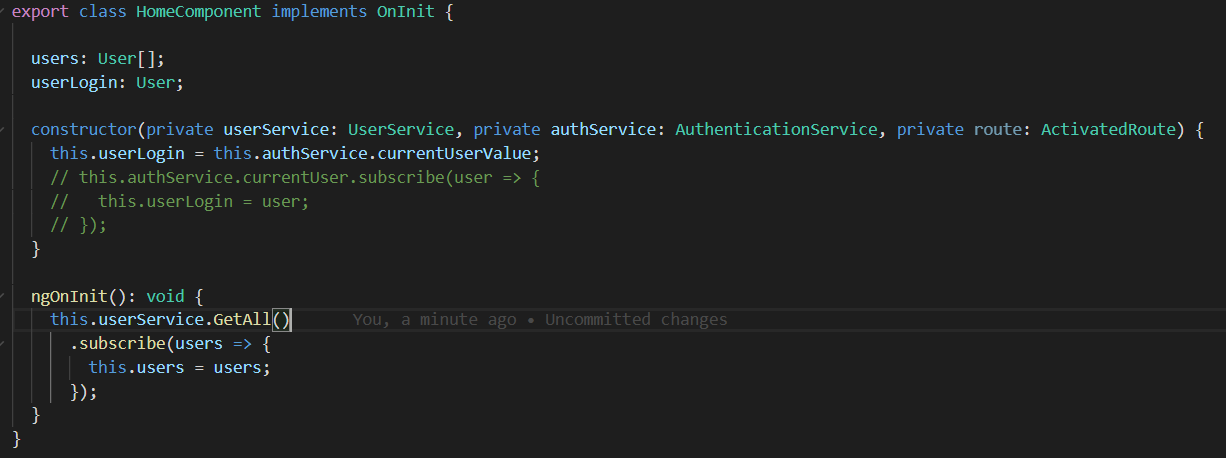 export class HomeComponent implements OnInit {
users: User[];
userLogin: User;
constructor(private userService: UserService, private authService: AuthenticationService, private route: ActivatedRoute) {
this.userLogin = this.authService.currentUserValue;
// this.authService.currentUser.subscribe(user => {
//   this.userLogin = user;
// });
}
ngOnInit(): void {
this.userService.GetAll() You, a minute ago • Uncommitted changes
.subscribe(users => {
this.users = users;
});
}
}